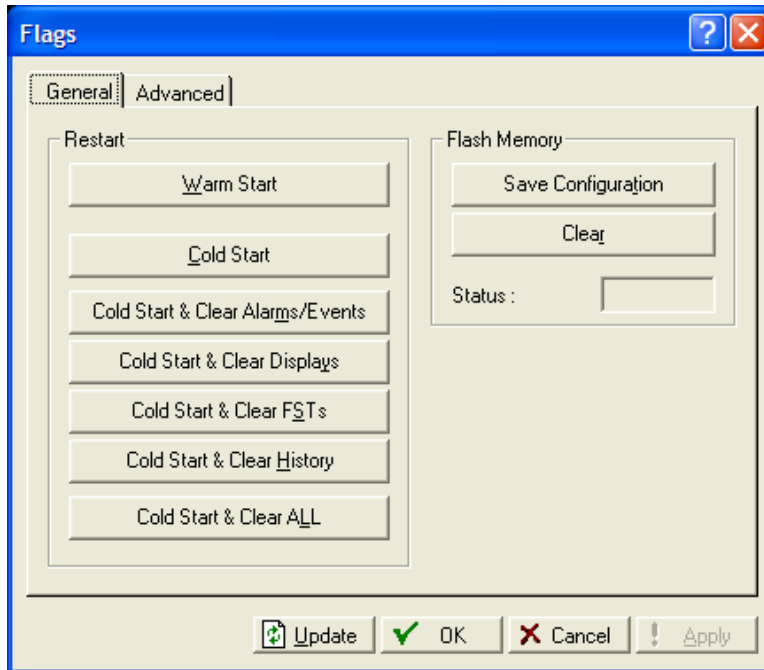 Flags
General
Advanced
Restart
Warm Start
Cold Start
Cold Start & Clear Alarms/Events
Cold Start & Clear Displays
Cold Start & Clear FSTs
Cold Start & Clear History
Cold Start & Clear ALL
Flash Memory
Save Configuration
Clear
Status :
Update
OK
Cancel
Apply